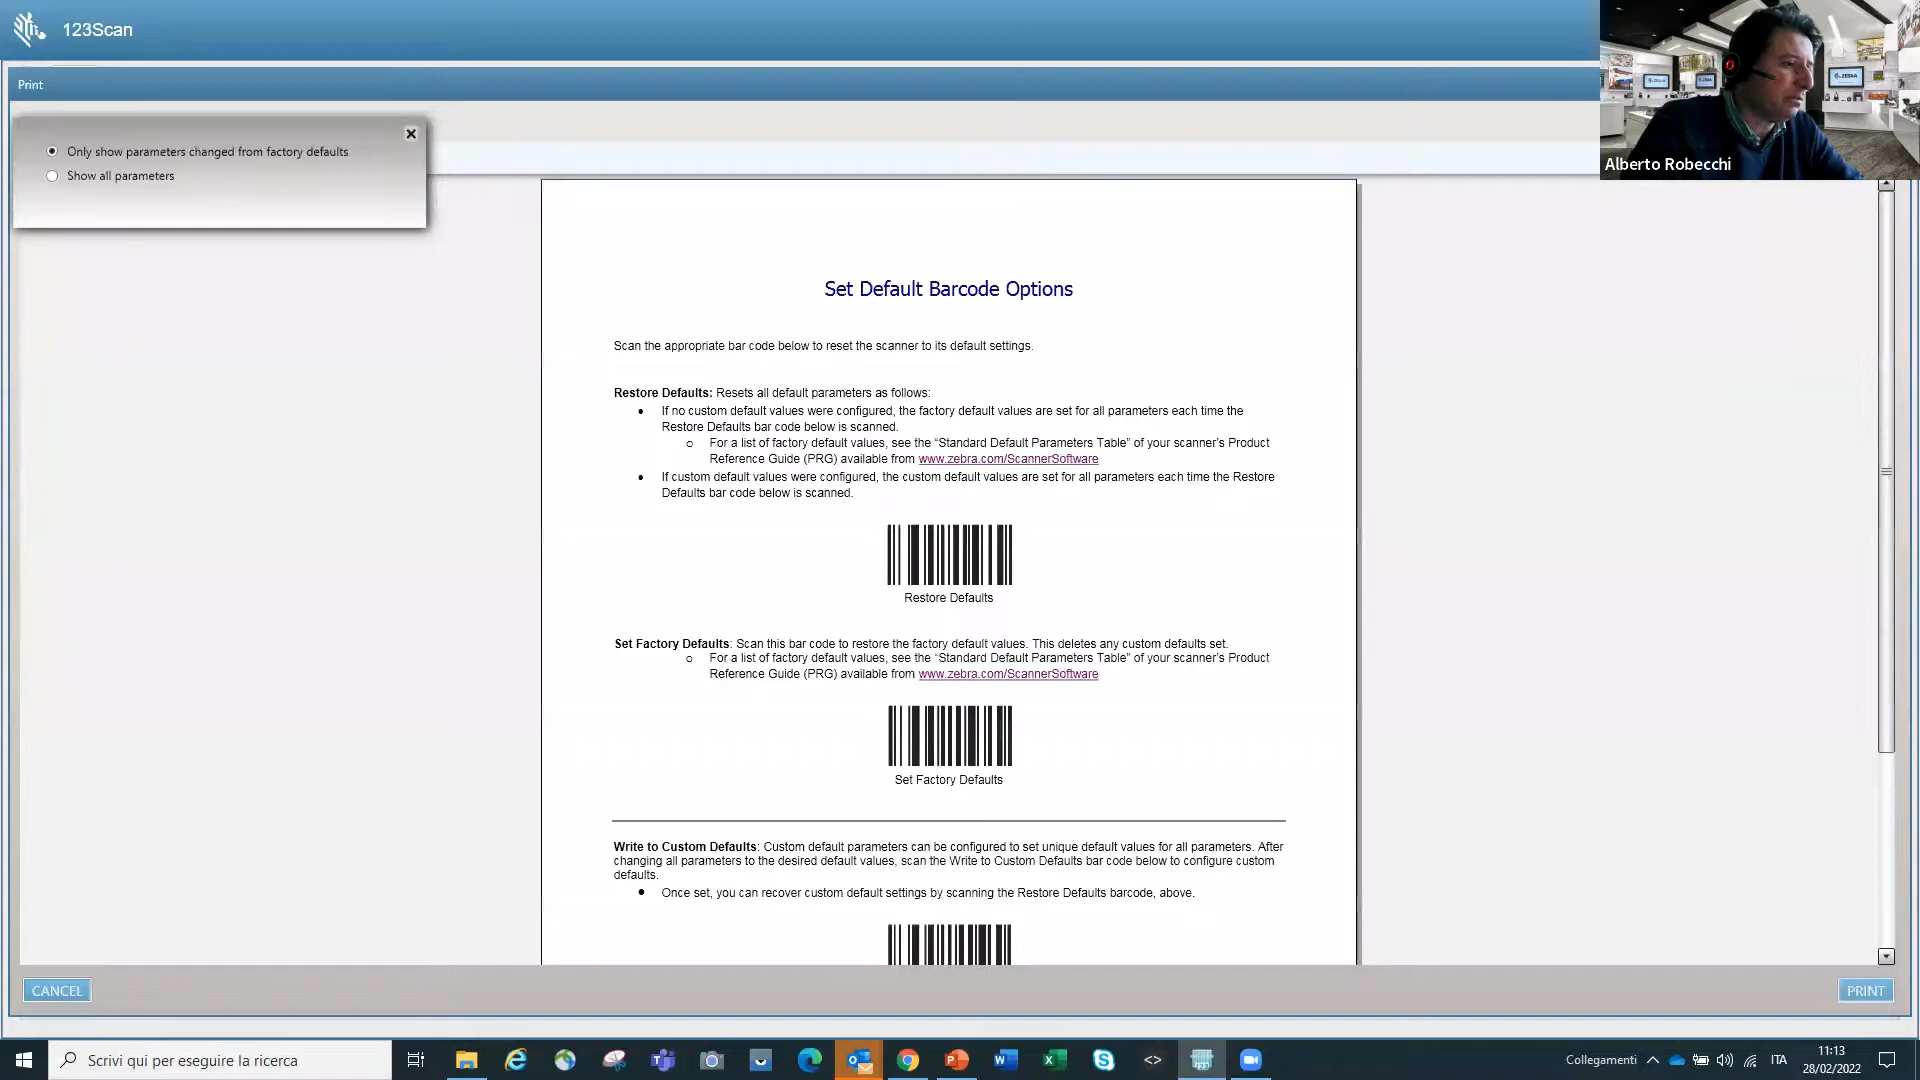 123Scan
Print
Only show parameters changed from factory defaults
Show all parameters
Alberto Robecchi
ZEBRA
Set Default Barcode Options
Scan the appropriate bar code below to reset the scanner to its default settings.
Restore Defaults: Resets all default parameters as follows:
If no custom default values were configured, the factory default values are set for all parameters each time the
Restore Defaults bar code below is scanned.
For a list of factory default values, see the “Standard Default Parameters Table” of your scanner’s Product
Reference Guide (PRG) available from www.zebra.com/ScannerSoftware
If custom default values were configured, the custom default values are set for all parameters each time the Restore
Defaults bar code below is scanned.
Restore Defaults
Set Factory Defaults: Scan this bar code to restore the factory default values. This deletes any custom defaults set.
For a list of factory default values, see the “Standard Default Parameters Table” of your scanner’s Product
Reference Guide (PRG) available from www.zebra.com/ScannerSoftware
Set Factory Defaults
Write to Custom Defaults: Custom default parameters can be configured to set unique default values for all parameters. After
changing all parameters to the desired default values, scan the Write to Custom Defaults bar code below to configure custom
defaults.
Once set, you can recover custom default settings by scanning the Restore Defaults barcode, above.
CANCEL
PRINT
Scrivi qui per eseguire la ricerca
Collegamenti
ITA
11:13
28/02/2022